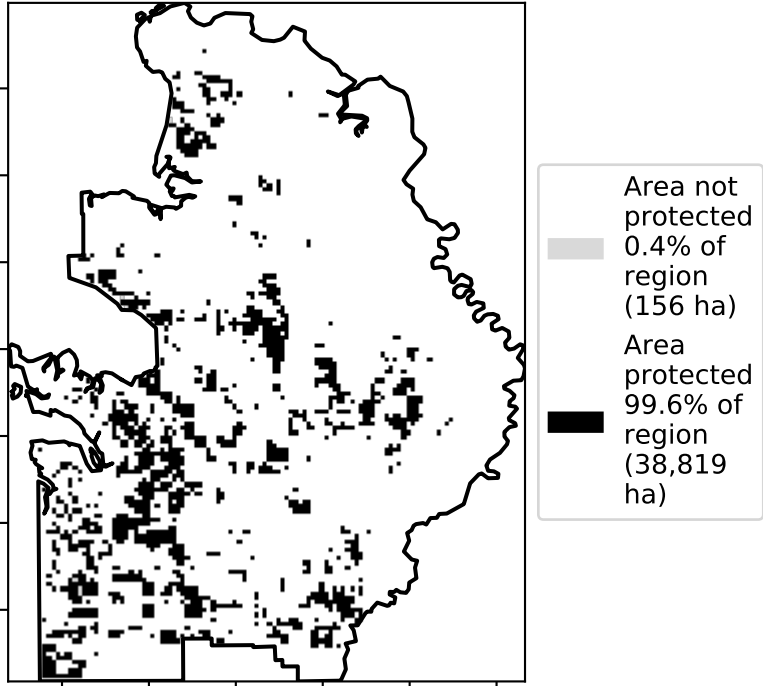 Area not
protected
0.4% of
region
(156 ha)
Area
protected
99.6% of
region
(38,819
ha)